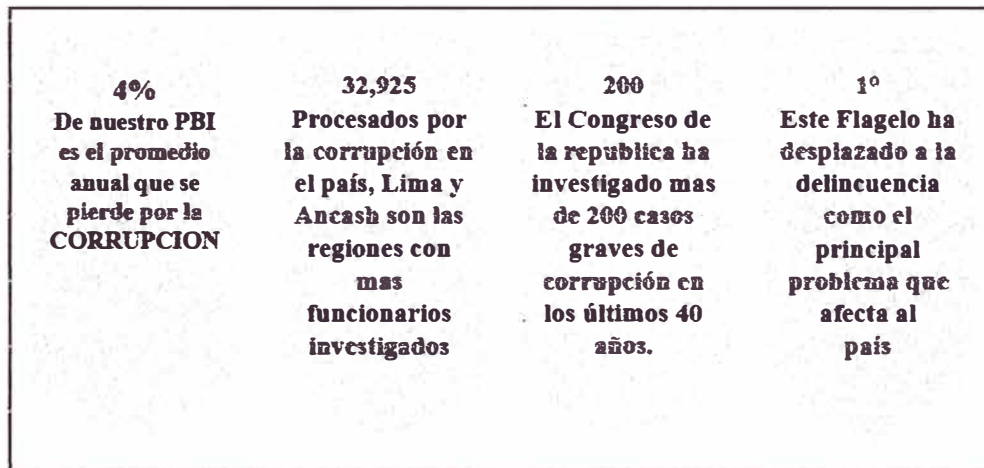 4%
De nuestro PBI
es el promedio
anual que se
pierde por la
CORRUPCION
32,925
Procesados por
la corrupción en
el país, Lima y
Ancash son las
regiones con
mas
funcionarios
investigados
200
El Congreso de
la republica ha
investigado mas
de 200 casos
graves de
corrupción en
los últimos 40
años.
1º
Este Flagelo ha
desplazado a la
delincuencia
como el
principal
problema que
afecta al
país